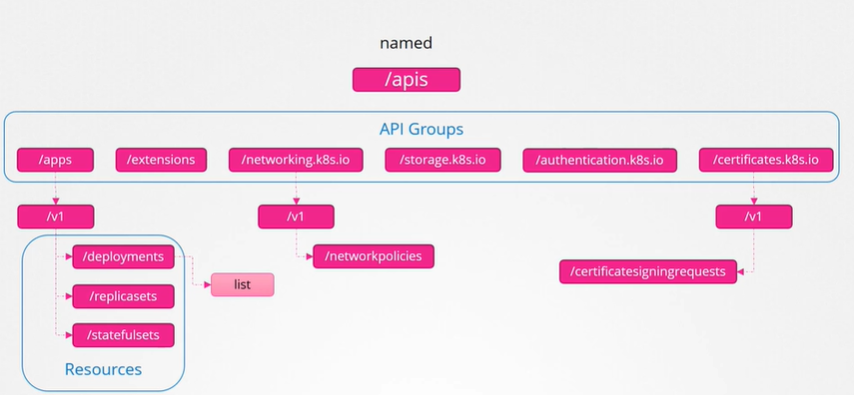 named
/apis
API Groups
/apps
/extensions
/networking.k8s.io
/storage.k8s.io
/authentication.k8s.io
/certificates.k8s.io
/v1
/v1
/v1
/deployments
/networkpolicies
/certificatesigningrequests
list
/replicasets
/statefulsets
Resources